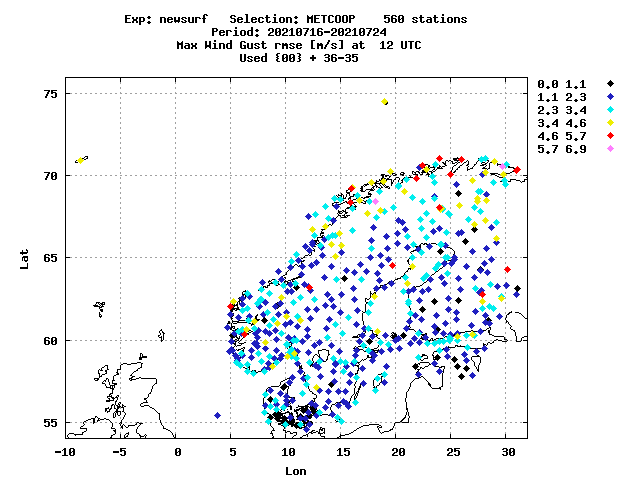 Exp: newsurf   Selection: METCOOP    560 stations
Period: 20210716-20210724
Max Wind Gust rmse [m/s] at  12 UTC
Used {00} + 36-35
0.0 1.1
1.1 2.3
2.3 3.4
3.4 4.6
4.6 5.7
5.7 6.9
75
70
65
60
55
Lat
-10 -5 0 5 10 15 20 25 30
Lon